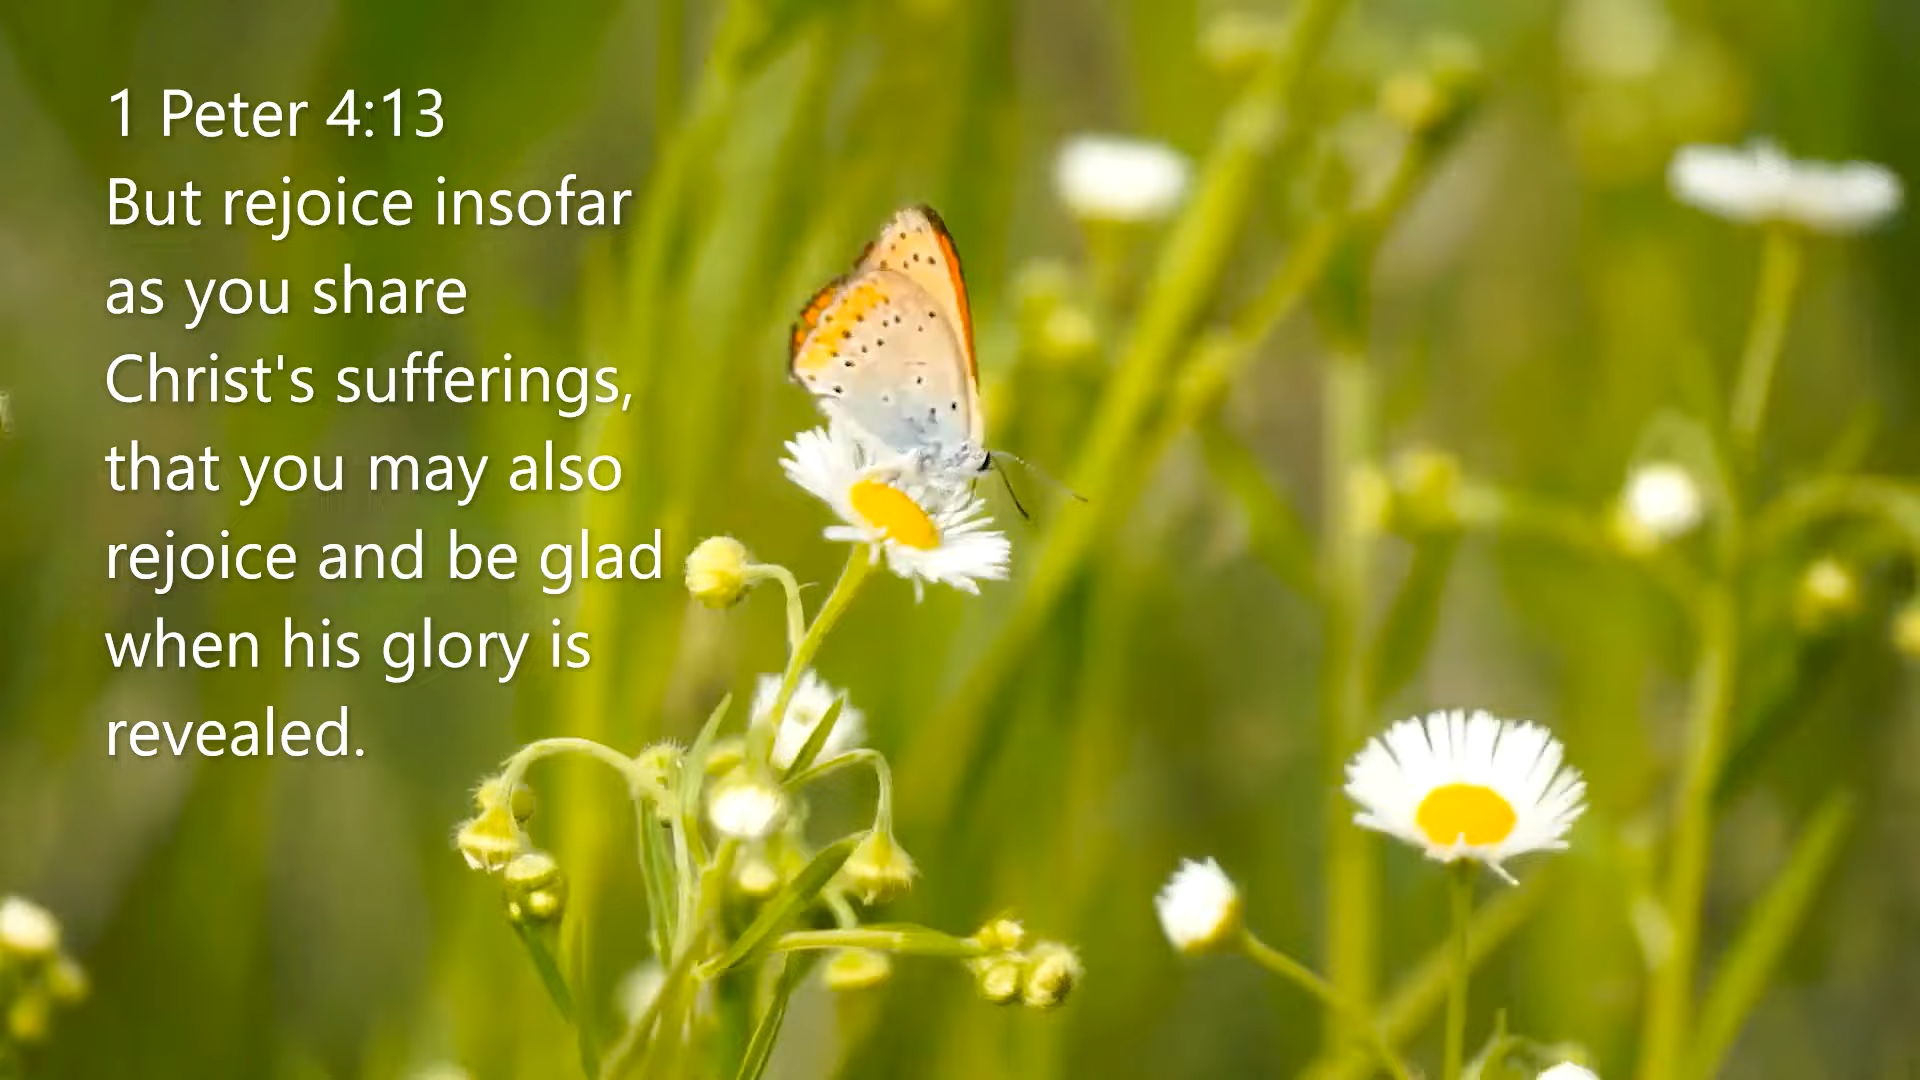 1 Peter 4:13
But rejoice insofar
as you share
Christ's sufferings,
that you may also
rejoice and be glad
when his glory is
revealed.